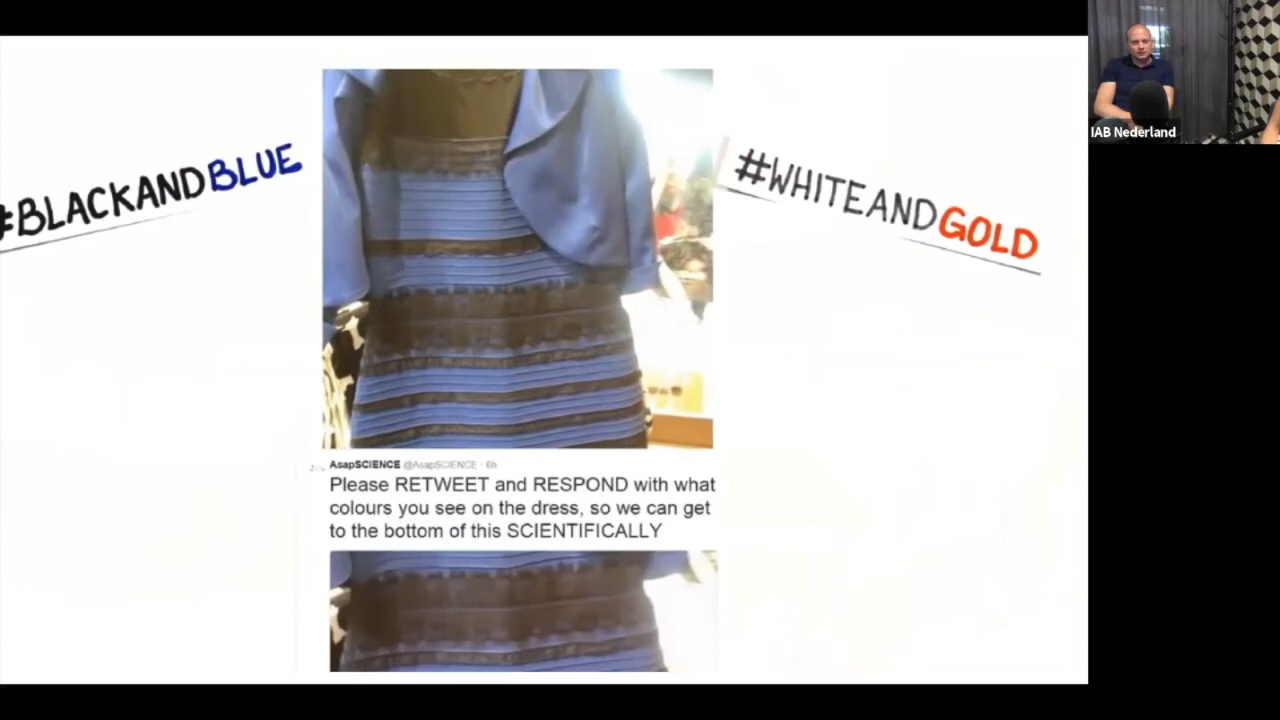 #BLACKANDBLUE
#WHITEANDGOLD
IAB Nederland
AsapSCIENCE @AsapSCIENCE · 6h
Please RETWEET and RESPOND with what
colours you see on the dress, so we can get
to the bottom of this SCIENTIFICALLY